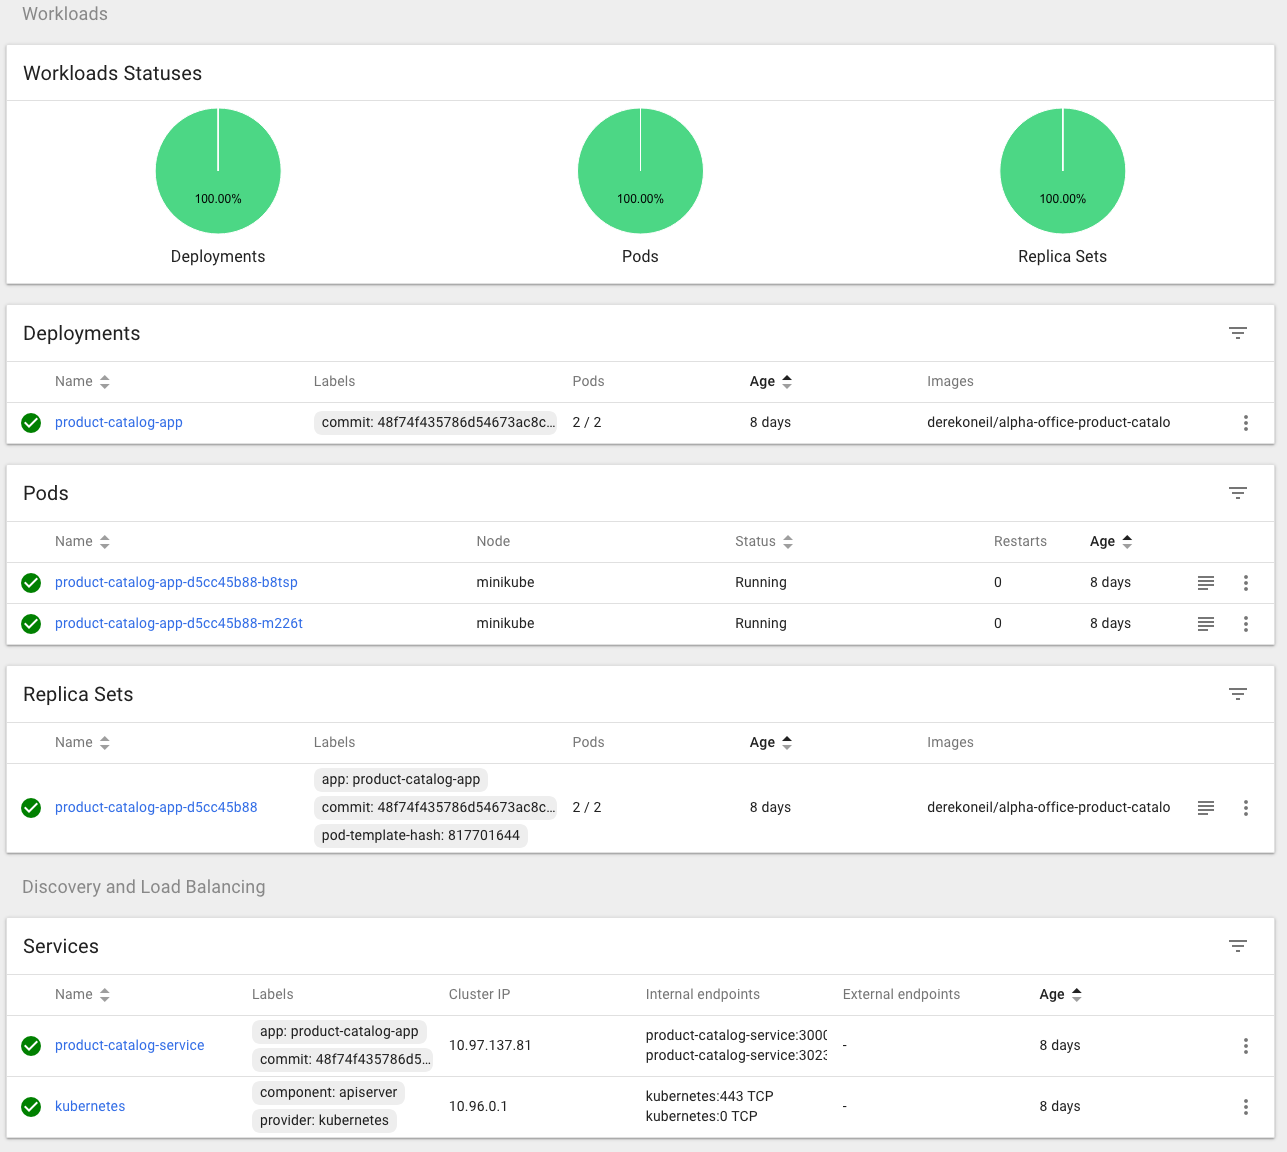 Workloads
Workloads Statuses
100.00% 100.00% 100.00%
Deployments Pods Replica Sets
Deployments
Name Labels Pods Age Images
product-catalog-app commit: 48f74f435786d54673ac8c... 2 / 2 8 days derekoneil/alpha-office-product-catalo
Pods
Name Node Status Restarts Age
product-catalog-app-d5cc45b88-b8tsp minikube Running 0 8 days
product-catalog-app-d5cc45b88-m226t minikube Running 0 8 days
Replica Sets
Name Labels Pods Age Images
app: product-catalog-app
product-catalog-app-d5cc45b88 commit: 48f74f435786d54673ac8c... 2 / 2 8 days derekoneil/alpha-office-product-catalo
pod-template-hash: 817701644
Discovery and Load Balancing
Services
Name Labels Cluster IP Internal endpoints External endpoints Age
product-catalog-service app: product-catalog-app 10.97.137.81 product-catalog-service:3000 - 8 days
commit: 48f74f435786d5... product-catalog-service:3023
kubernetes component: apiserver 10.96.0.1 kubernetes:443 TCP - 8 days
provider: kubernetes kubernetes:0 TCP